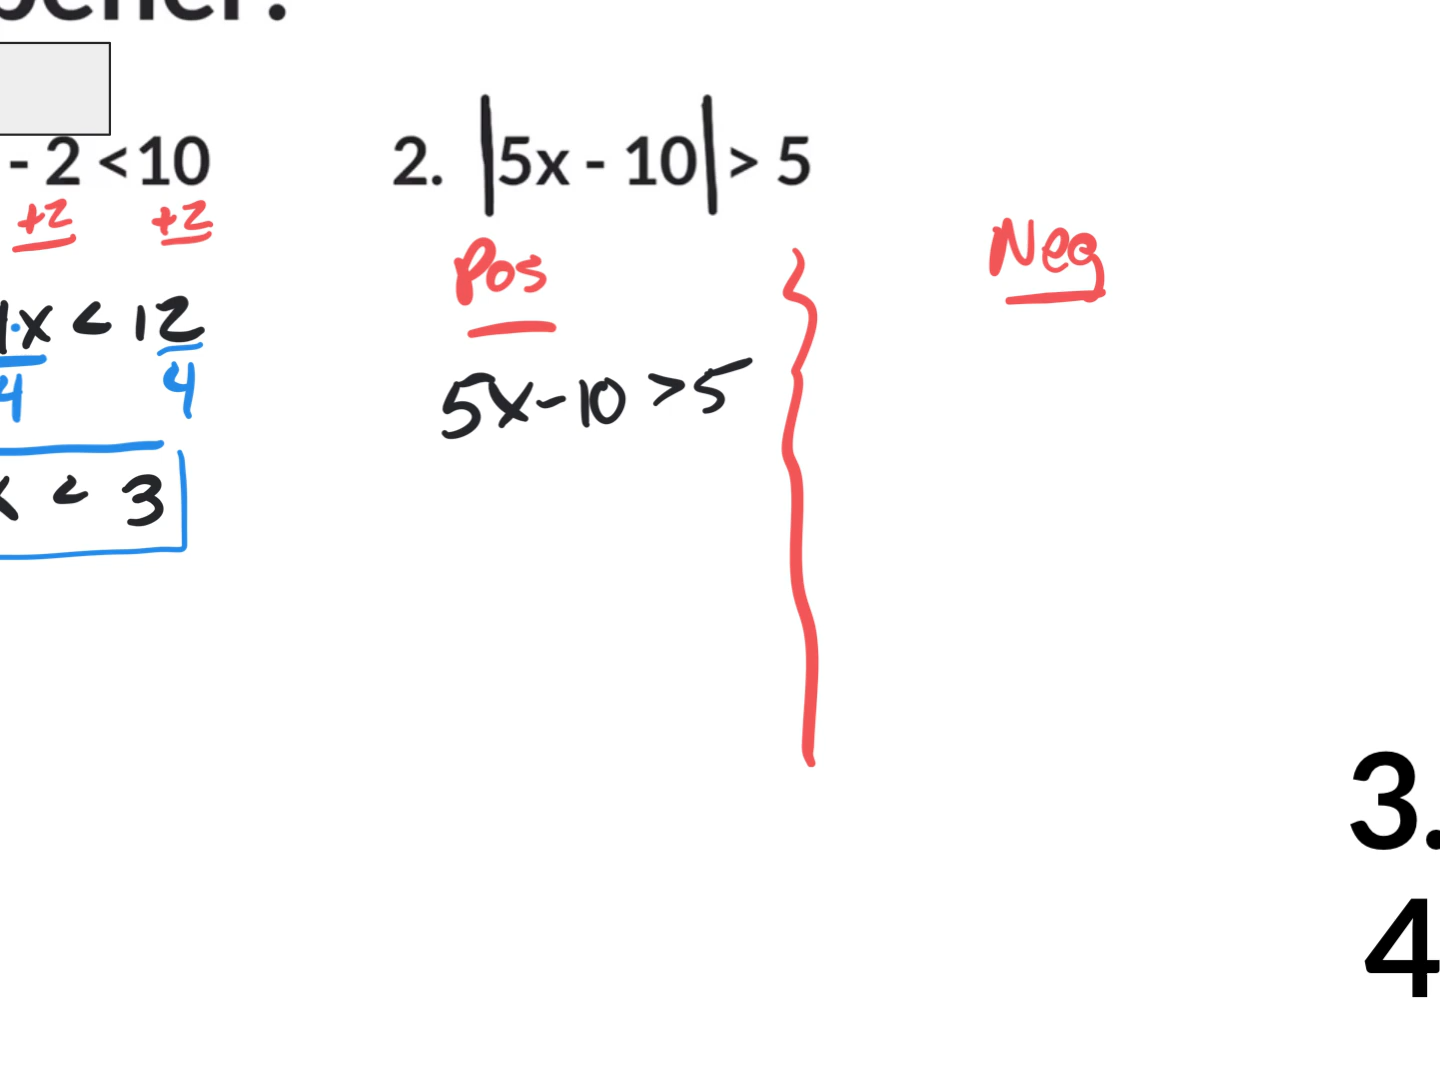 - 2 < 10
+2 +2
x < 12
4 4
x < 3
2. |5x - 10| > 5
Pos
5x-10 >5
Neg
3.
4